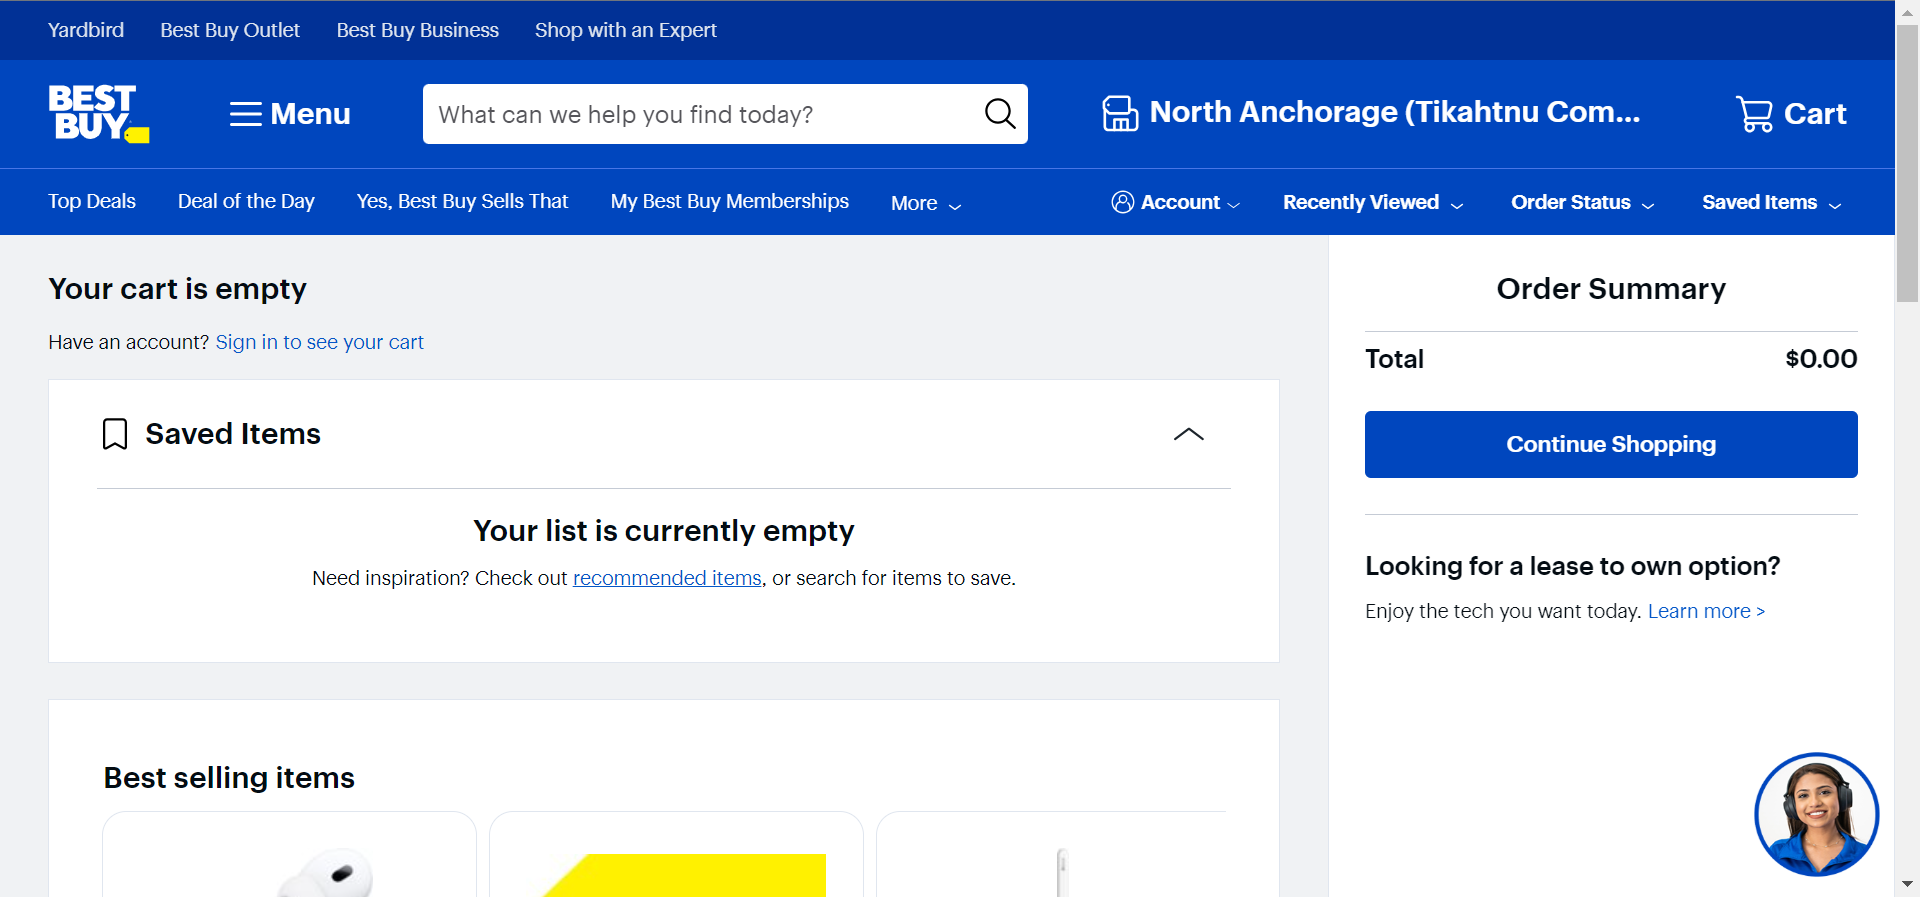 Yardbird Best Buy Outlet Best Buy Business Shop with an Expert
BEST
BUY
Menu
What can we help you find today?
North Anchorage (Tikahtnu Com...
Cart
Top Deals Deal of the Day Yes, Best Buy Sells That My Best Buy Memberships More
Account Recently Viewed Order Status Saved Items
Your cart is empty
Have an account? Sign in to see your cart
Saved Items
Your list is currently empty
Need inspiration? Check out recommended items, or search for items to save.
Best selling items
Order Summary
Total $0.00
Continue Shopping
Looking for a lease to own option?
Enjoy the tech you want today. Learn more >